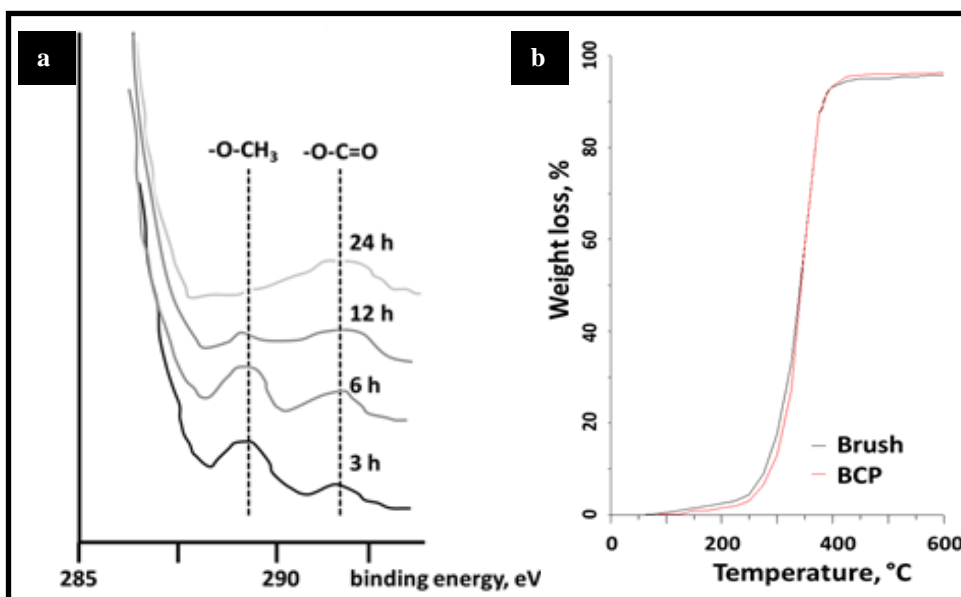 a
-O-CH₃ -O-C=O
24 h
12 h
6 h
3 h
285 290 binding energy, eV
b
Weight loss, %
100
80
60
40
20
0
Brush
BCP
0 200 400 600
Temperature, °C